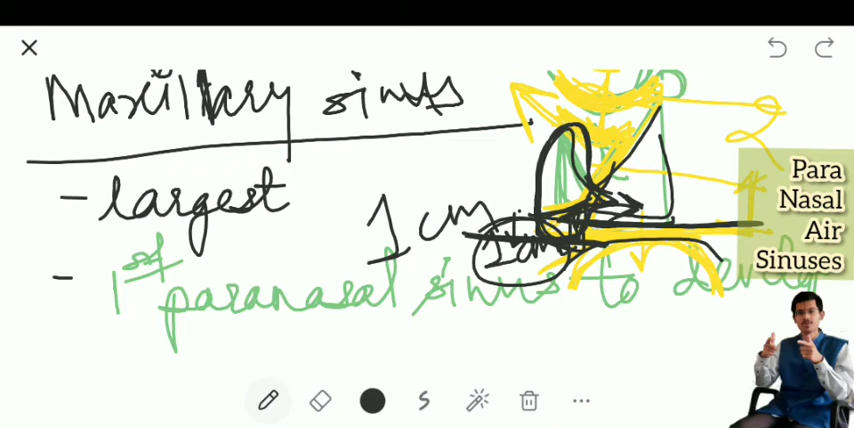 Maxillary sinus
- largest
1 cm
- 1st paranasal sinus to develop
Para
Nasal
Air
Sinuses